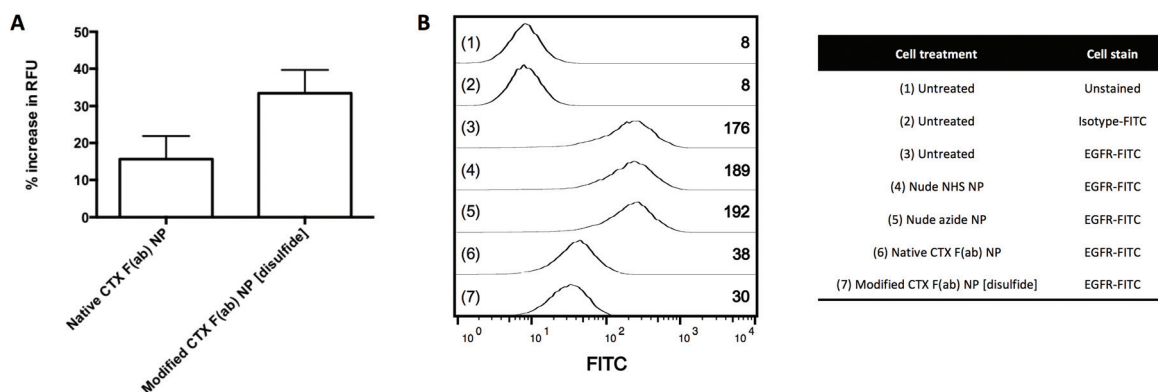 A
% increase in RFU
50
40
30
20
10
0
Native CTX F(ab) NP
Modified CTX F(ab) NP [disulfide]
B
(1) 8
(2) 8
(3) 176
(4) 189
(5) 192
(6) 38
(7) 30
10^0 10^1 10^2 10^3 10^4
FITC
Cell treatment Cell stain
(1) Untreated Unstained
(2) Untreated Isotype-FITC
(3) Untreated EGFR-FITC
(4) Nude NHS NP EGFR-FITC
(5) Nude azide NP EGFR-FITC
(6) Native CTX F(ab) NP EGFR-FITC
(7) Modified CTX F(ab) NP [disulfide] EGFR-FITC